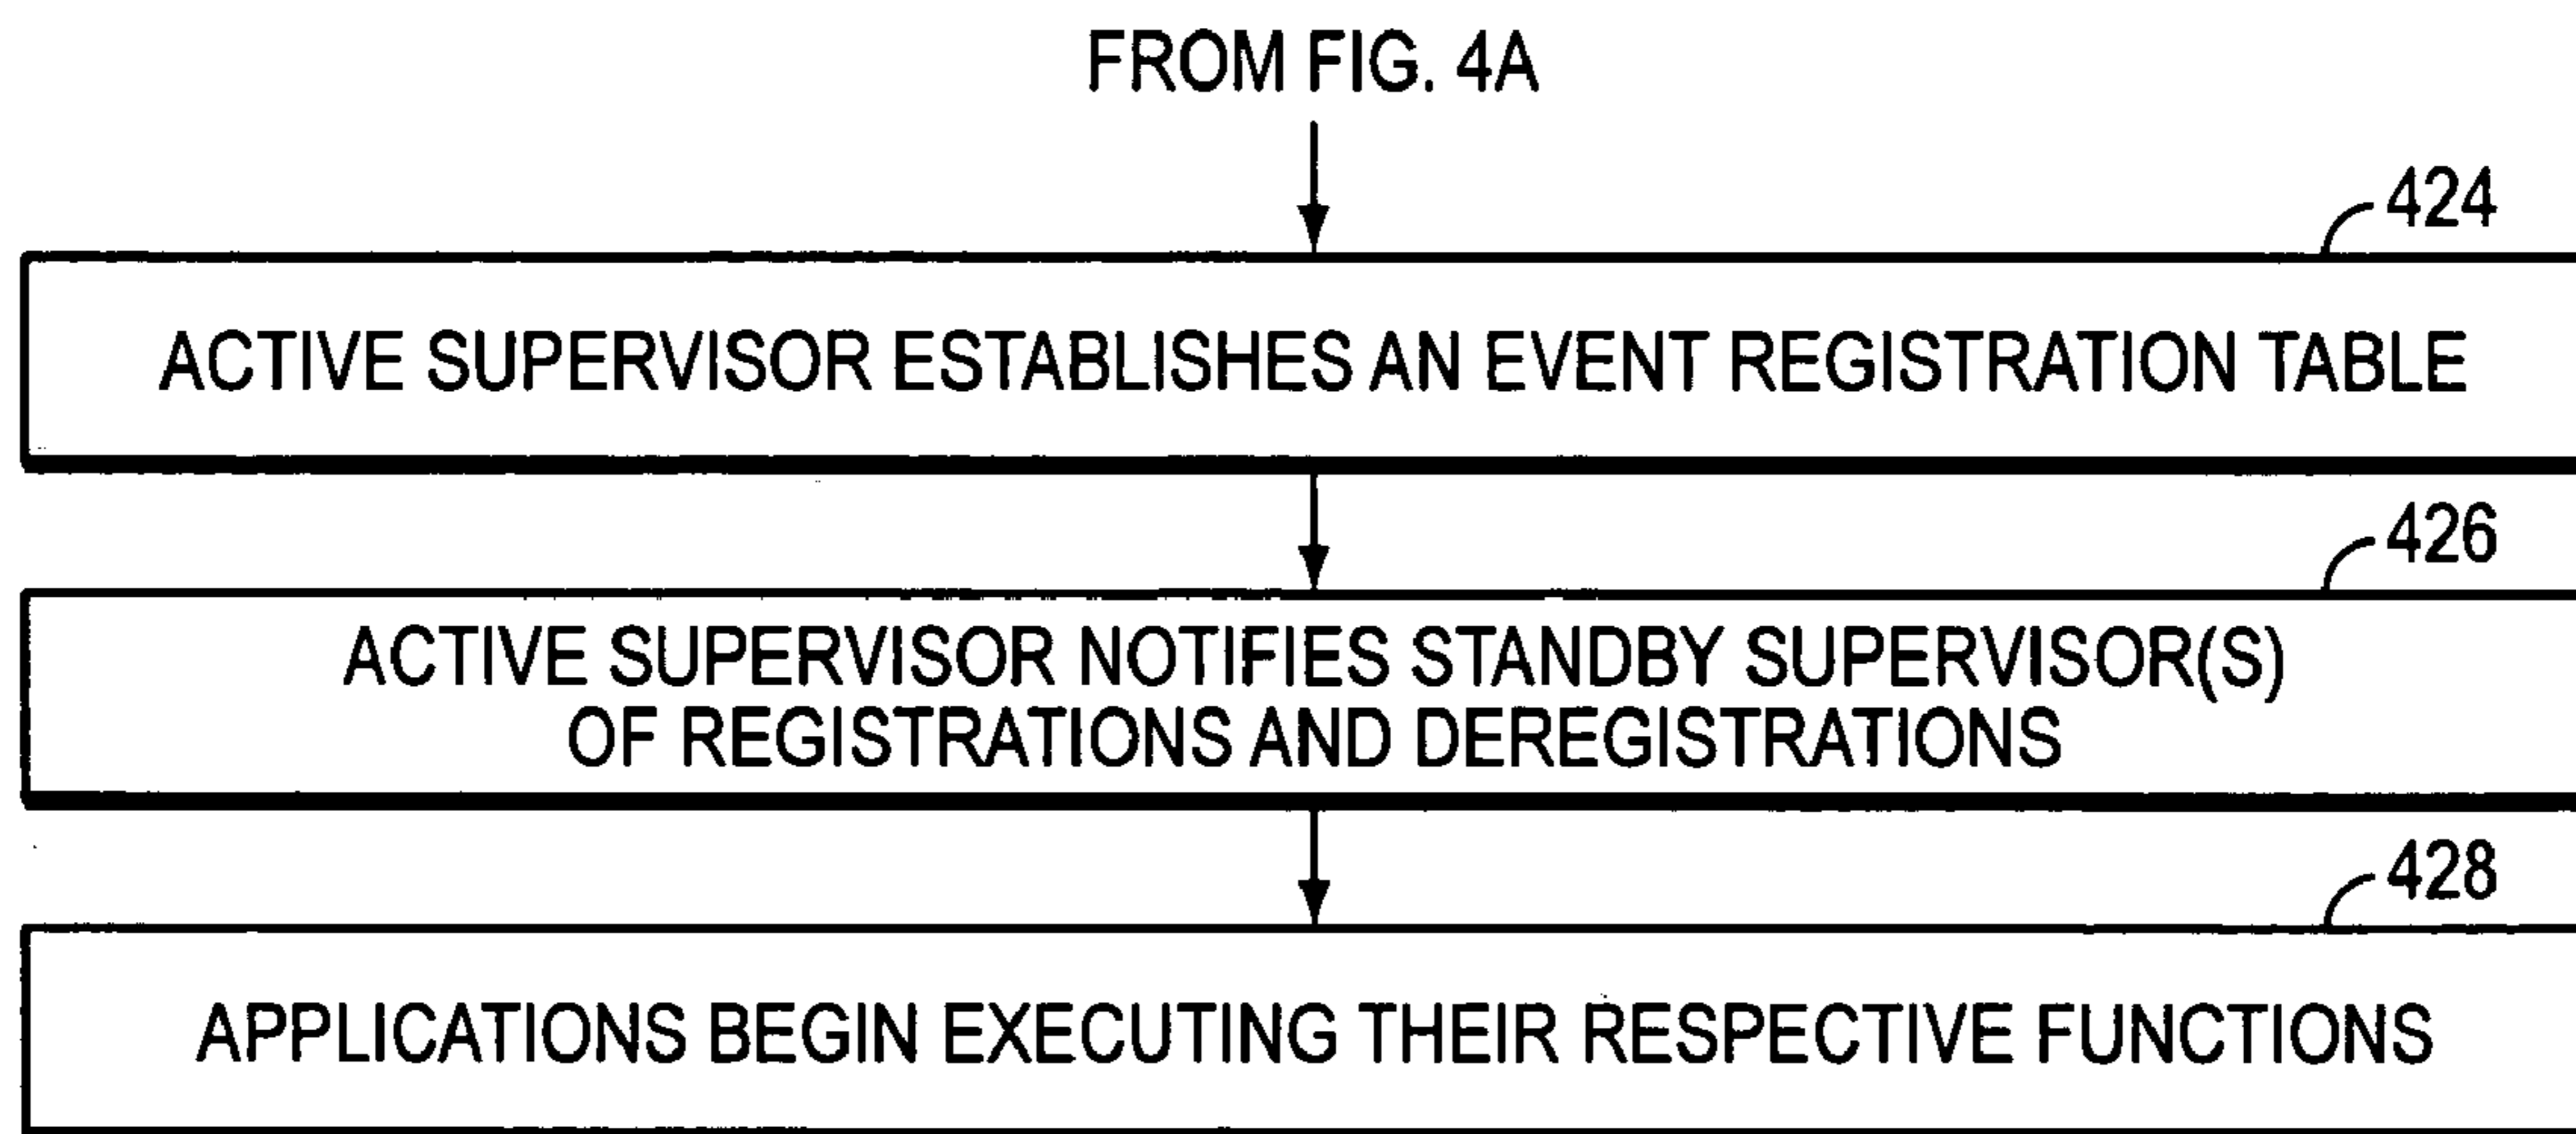 FROM FIG. 4A
424
ACTIVE SUPERVISOR ESTABLISHES AN EVENT REGISTRATION TABLE
426
ACTIVE SUPERVISOR NOTIFIES STANDBY SUPERVISOR(S)
OF REGISTRATIONS AND DEREGISTRATIONS
428
APPLICATIONS BEGIN EXECUTING THEIR RESPECTIVE FUNCTIONS